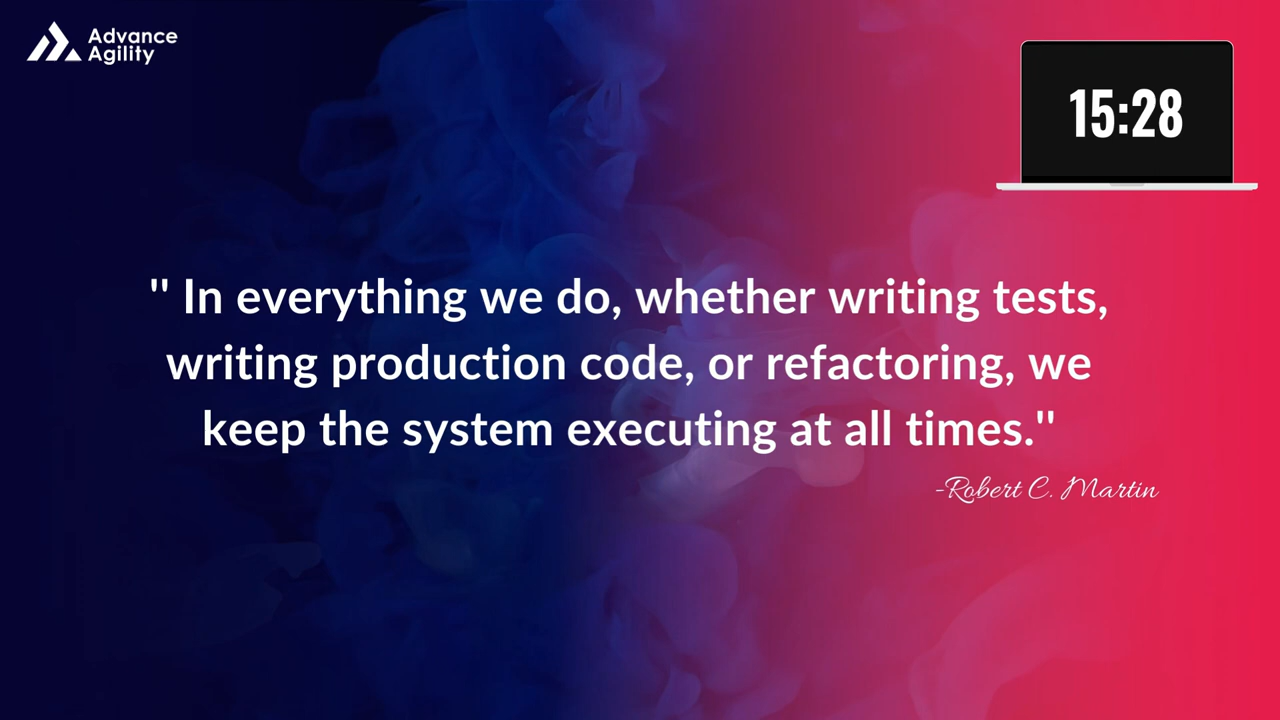 Advance
Agility
15:28
" In everything we do, whether writing tests,
writing production code, or refactoring, we
keep the system executing at all times."
-Robert C. Martin